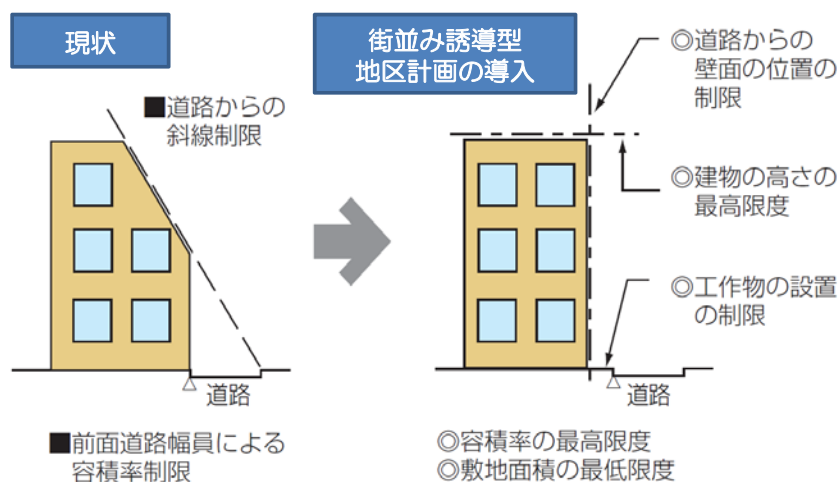 現状
街並み誘導型
地区計画の導入
■道路からの
斜線制限
◎道路からの
壁面の位置の
制限
◎建物の高さの
最高限度
◎工作物の設置
の制限
道路
道路
■前面道路幅員による
容積率制限
◎容積率の最高限度
◎敷地面積の最低限度